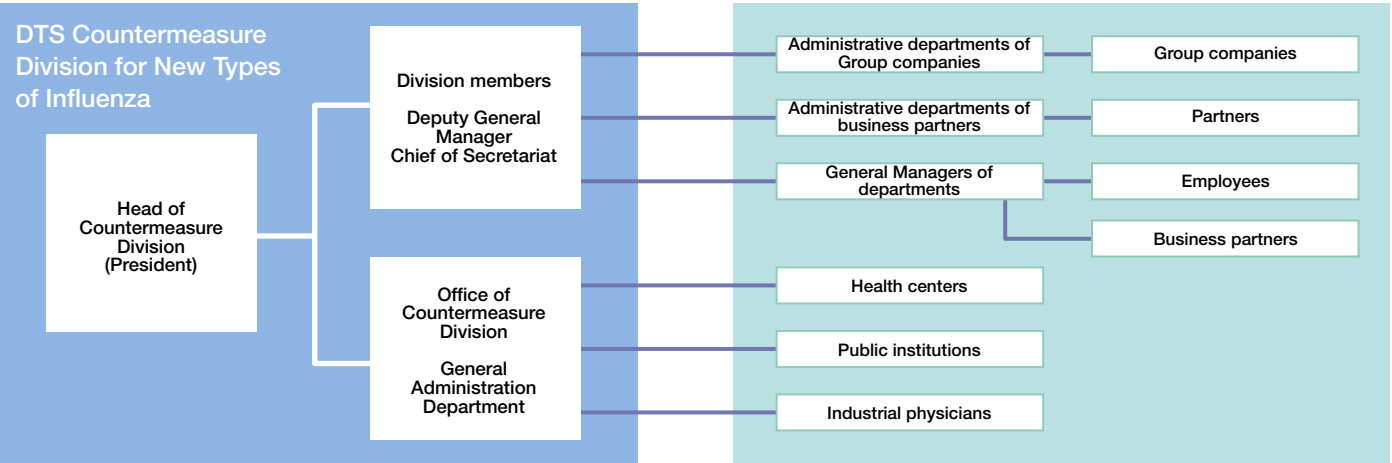 DTS Countermeasure
Division for New Types
of Influenza
Head of
Countermeasure
Division
(President)
Division members
Deputy General
Manager
Chief of Secretariat
Office of
Countermeasure
Division
General
Administration
Department
Administrative departments of
Group companies
Group companies
Administrative departments of
business partners
Partners
General Managers of
departments
Employees
Business partners
Health centers
Public institutions
Industrial physicians